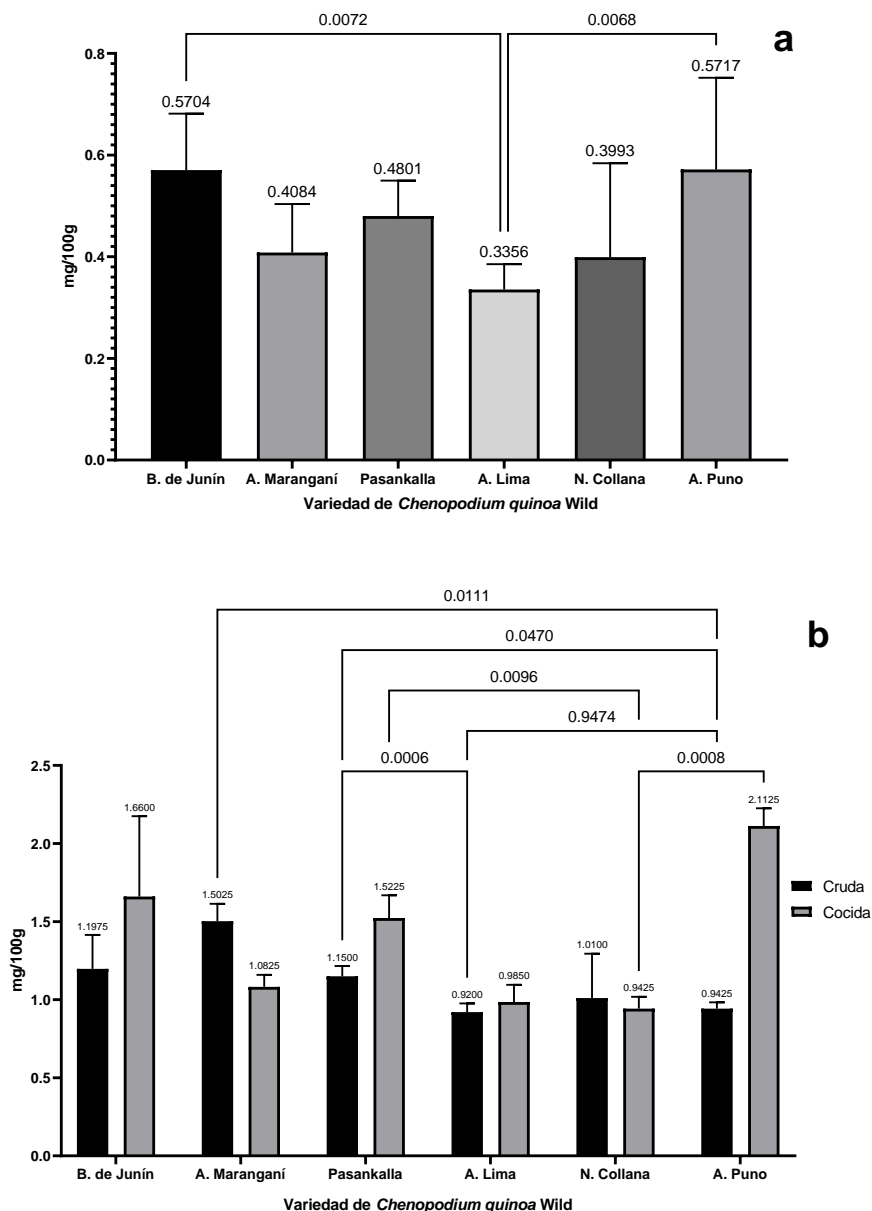 0.0072 0.0068
a
0.8
0.5704 0.5717
0.6
0.4801
0.4084 0.3993
0.3356
0.4
0.2
0.0
mg/100g
B. de Junín A. Maranganí Pasankalla A. Lima N. Collana A. Puno
Variedad de Chenopodium quinoa Wild
0.0111
b
0.0470
0.0096
0.9474
0.0006 0.0008
2.5
2.1125
2.0
1.6600
1.5025 1.5225
1.5
1.1975 1.0825 1.1500
0.9200 0.9850 1.0100 0.9425 0.9425
1.0
0.5
0.0
mg/100g
Cruda
Cocida
B. de Junín A. Maranganí Pasankalla A. Lima N. Collana A. Puno
Variedad de Chenopodium quinoa Wild